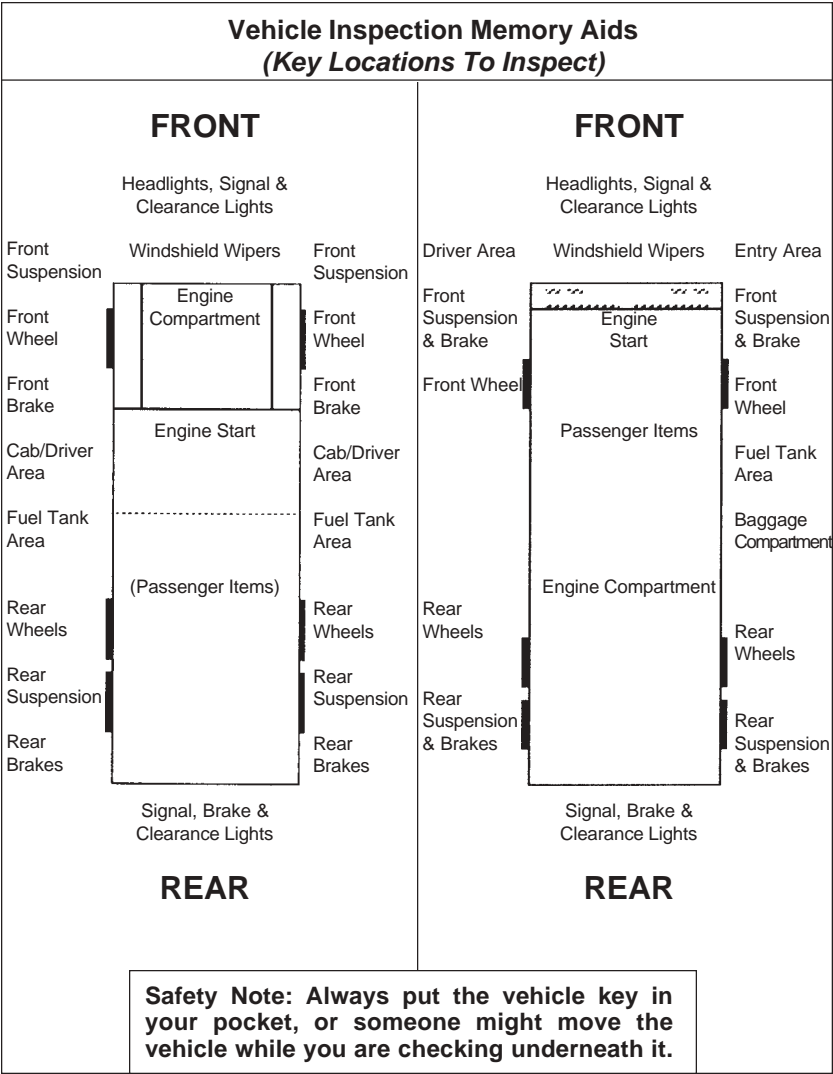 Vehicle Inspection Memory Aids
(Key Locations To Inspect)
FRONT
Headlights, Signal &
Clearance Lights
Front
Suspension
Windshield Wipers
Front
Suspension
Engine
Compartment
Front
Wheel
Front
Wheel
Front
Brake
Front
Brake
Engine Start
Cab/Driver
Area
Cab/Driver
Area
Fuel Tank
Area
Fuel Tank
Area
(Passenger Items)
Rear
Wheels
Rear
Wheels
Rear
Suspension
Rear
Suspension
Rear
Brakes
Rear
Brakes
Signal, Brake &
Clearance Lights
REAR
FRONT
Headlights, Signal &
Clearance Lights
Driver Area
Windshield Wipers
Entry Area
Front
Suspension
& Brake
Engine
Start
Front
Suspension
& Brake
Front Wheel
Front
Wheel
Passenger Items
Fuel Tank
Area
Baggage
Compartment
Engine Compartment
Rear
Wheels
Rear
Wheels
Rear
Suspension
& Brakes
Rear
Suspension
& Brakes
Signal, Brake &
Clearance Lights
REAR
Safety Note: Always put the vehicle key in
your pocket, or someone might move the
vehicle while you are checking underneath it.